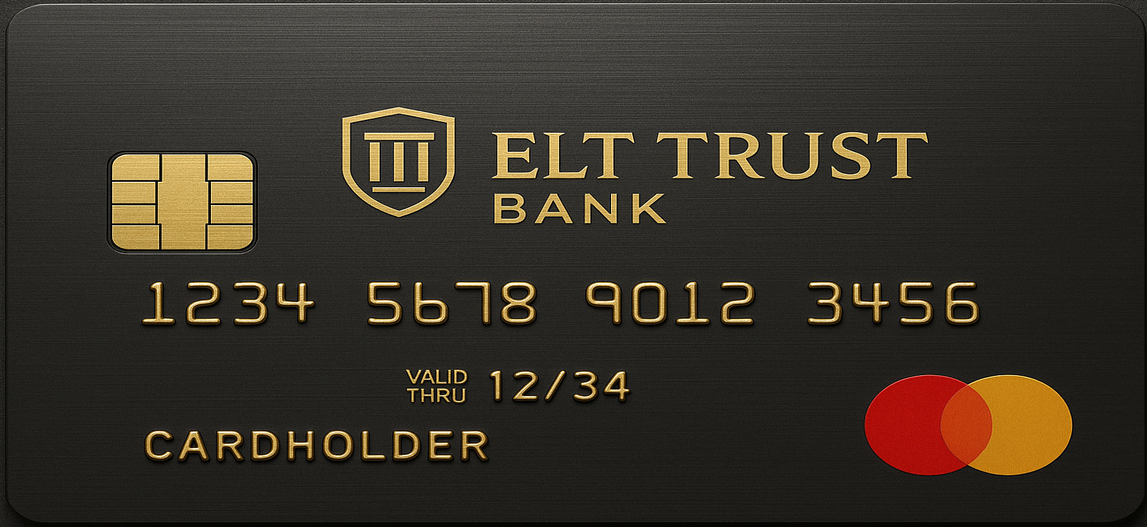 ELT TRUST
BANK
1234 5678 9012 3456
VALID
THRU 12/34
CARDHOLDER